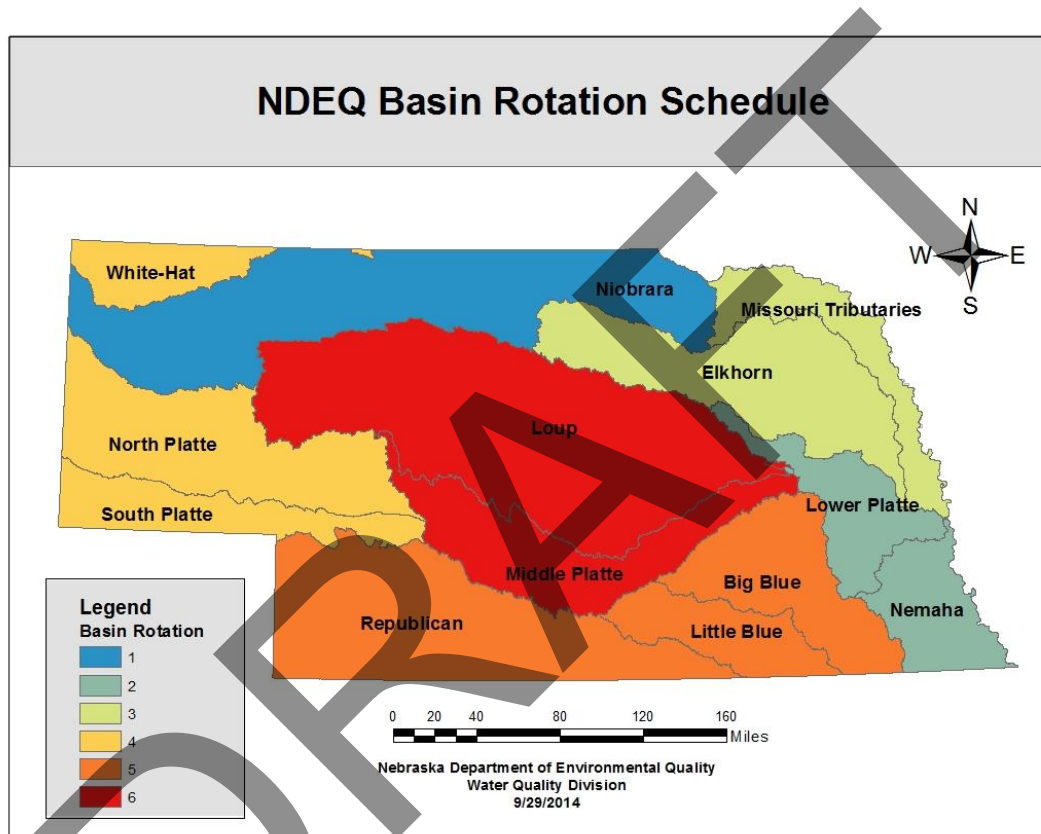 NDEQ Basin Rotation Schedule
N
W E
S
White-Hat
Niobrara
Missouri Tributaries
Elkhorn
North Platte
Loup
South Platte
Lower Platte
Middle Platte
Big Blue
Nemaha
Republican
Little Blue
Legend
Basin Rotation
1
2
3
4
5
6
0 20 40 80 120 160
Miles
Nebraska Department of Environmental Quality
Water Quality Division
9/29/2014
DRAFT